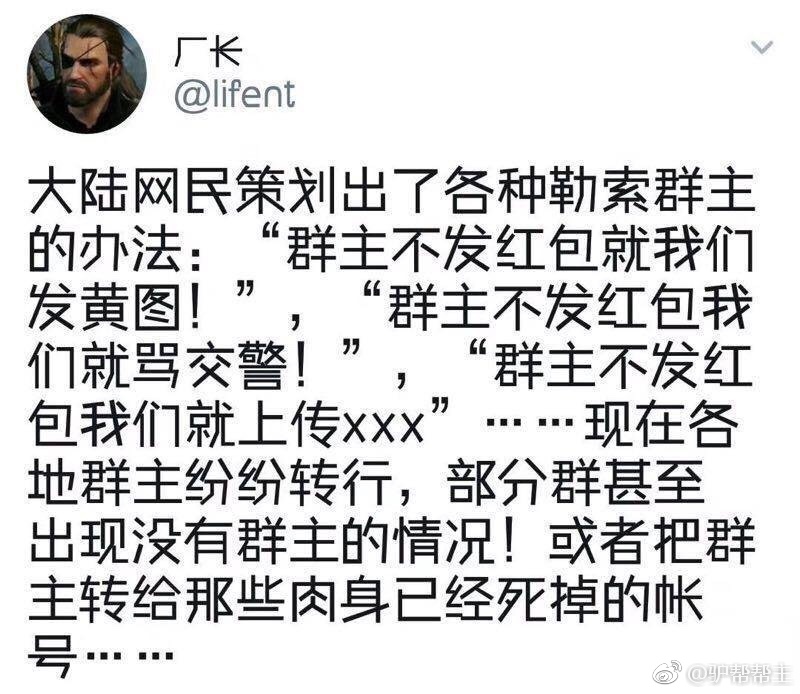 厂长
@lifent
大陆网民策划出了各种勒索群主
的办法：“群主不发红包就我们
发黄图！”，“群主不发红包我
们就骂交警！”，“群主不发红
包我们就上传xxx”……现在各
地群主纷纷转行，部分群甚至
出现没有群主的情况！或者把群
主转给那些肉身已经死掉的帐
号……
@驴帮帮主